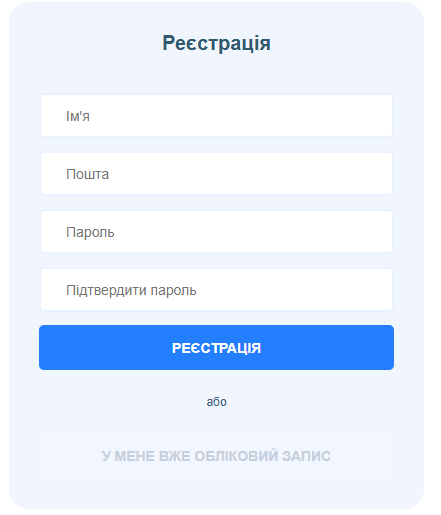 Реєстрація
Ім'я
Пошта
Пароль
Підтвердити пароль
РЕЄСТРАЦІЯ
або
У МЕНЕ ВЖЕ ОБЛІКОВИЙ ЗАПИС